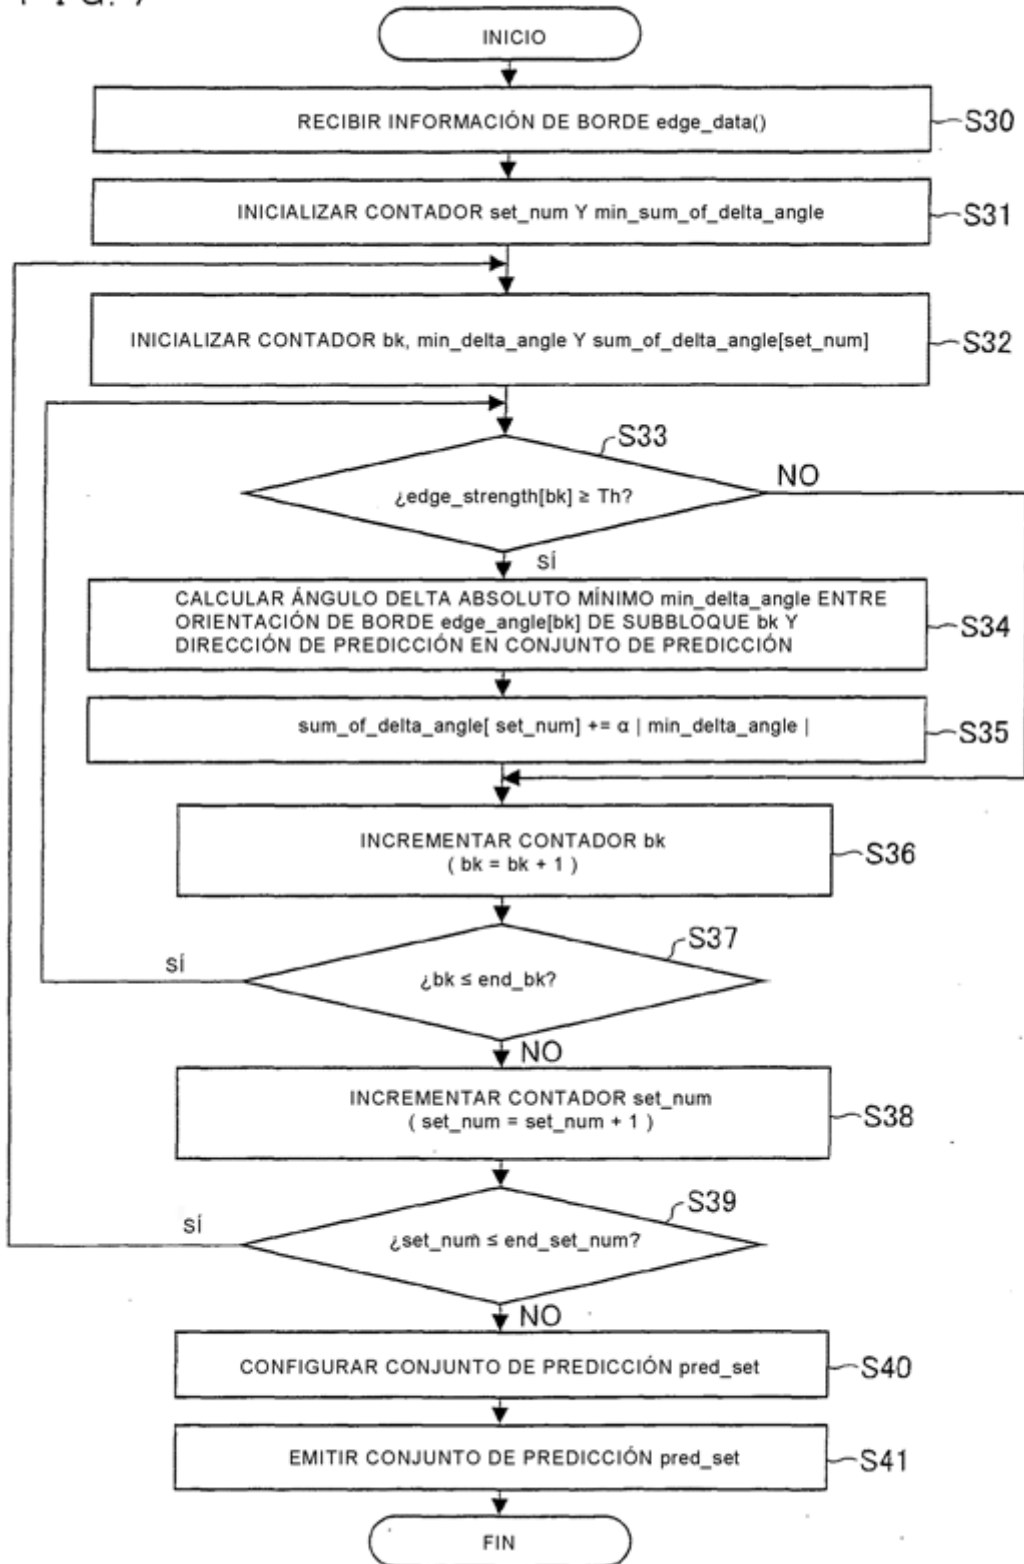 INICIO
RECIBIR INFORMACIÓN DE BORDE edge_data()
S30
INICIALIZAR CONTADOR set_num Y min_sum_of_delta_angle
S31
INICIALIZAR CONTADOR bk, min_delta_angle Y sum_of_delta_angle[set_num]
S32
S33
NO
¿edge_strength[bk] ≥ Th?
SÍ
CALCULAR ÁNGULO DELTA ABSOLUTO MÍNIMO min_delta_angle ENTRE
ORIENTACIÓN DE BORDE edge_angle[bk] DE SUBBLOQUE bk Y
DIRECCIÓN DE PREDICCIÓN EN CONJUNTO DE PREDICCIÓN
S34
sum_of_delta_angle[ set_num] += α | min_delta_angle |
S35
INCREMENTAR CONTADOR bk
( bk = bk + 1 )
S36
S37
SÍ
¿bk ≤ end_bk?
NO
INCREMENTAR CONTADOR set_num
( set_num = set_num + 1 )
S38
S39
SÍ
¿set_num ≤ end_set_num?
NO
CONFIGURAR CONJUNTO DE PREDICCIÓN pred_set
S40
EMITIR CONJUNTO DE PREDICCIÓN pred_set
S41
FIN